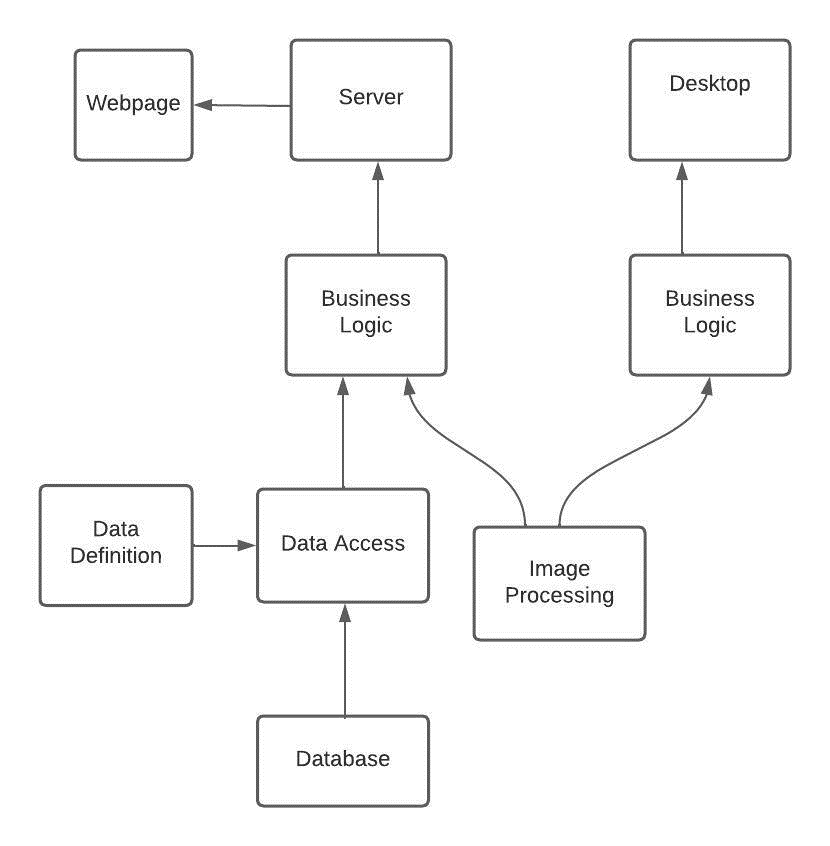 Webpage
Server
Desktop
Business
Logic
Business
Logic
Data
Definition
Data Access
Image
Processing
Database